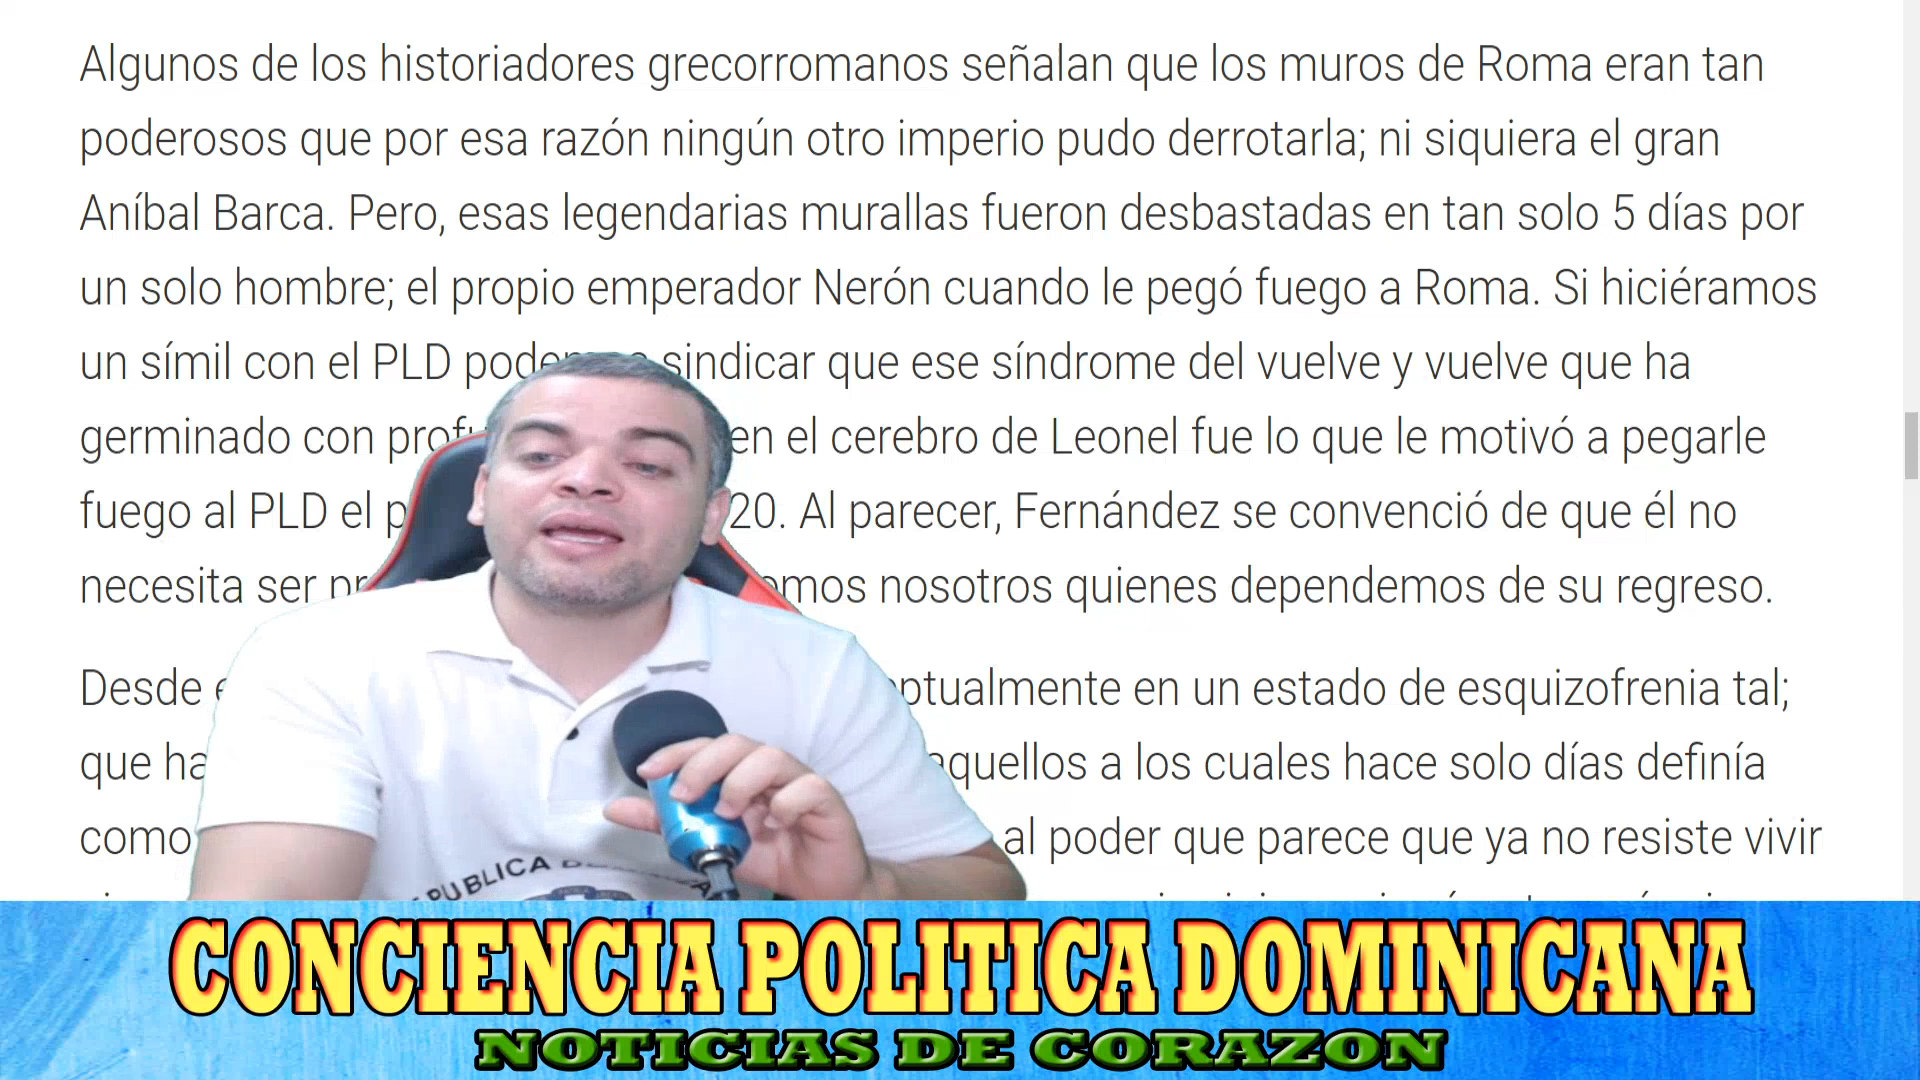 Algunos de los historiadores grecorromanos señalan que los muros de Roma eran tan
poderosos que por esa razón ningún otro imperio pudo derrotarla; ni siquiera el gran
Aníbal Barca. Pero, esas legendarias murallas fueron desbastadas en tan solo 5 días por
un solo hombre; el propio emperador Nerón cuando le pegó fuego a Roma. Si hiciéramos
un símil con el PLD sindicar que ese síndrome del vuelve y vuelve que ha
germinado con en el cerebro de Leonel fue lo que le motivó a pegarle
fuego al PLD el 20. Al parecer, Fernández se convenció de que él no
necesita ser nosotros quienes dependemos de su regreso.
Desde en un estado de esquizofrenia tal;
que aquellos a los cuales hace solo días definía
como al poder que parece que ya no resiste vivir
CONCIENCIA POLITICA DOMINICANA
NOTICIAS DE CORAZON